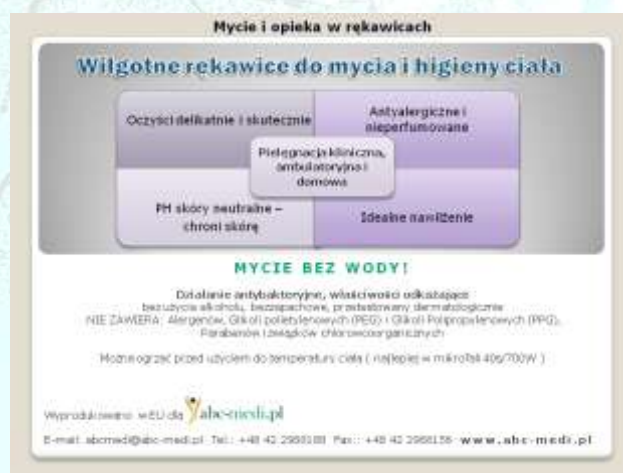 Mycie i opieka w rękawicach
Wilgotne rękawice do mycia i higieny ciała
Oczyści delikatnie i skutecznie
Antyalergiczne i
nieperfumowane
Pielęgnacja kliniczna,
ambulatoryjna i
domowa
PH skóry neutralne –
chroni skórę
Idealne nawilżenie
MYCIE BEZ WODY!
Działanie antybakteryjne, właściwości odkażające
bez użycia alkoholu, bezzapachowe, przetestowany dermatologicznie
NIE ZAWIERA: Alergenów, Glikoli polietylenowych (PEG) i Glikoli Polipropylenowych (PPG),
Parabenów i związków chloroorganicznych
Można ogrzać przed użyciem do temperatury ciała ( najlepiej w mikrofali 40s/700W )
Wyprodukowano w EU dla abc-medi.pl
E-mail: abcmedi@abc-medi.pl Tel.: +48 42 Fax.: +48 42 www.abc-medi.pl